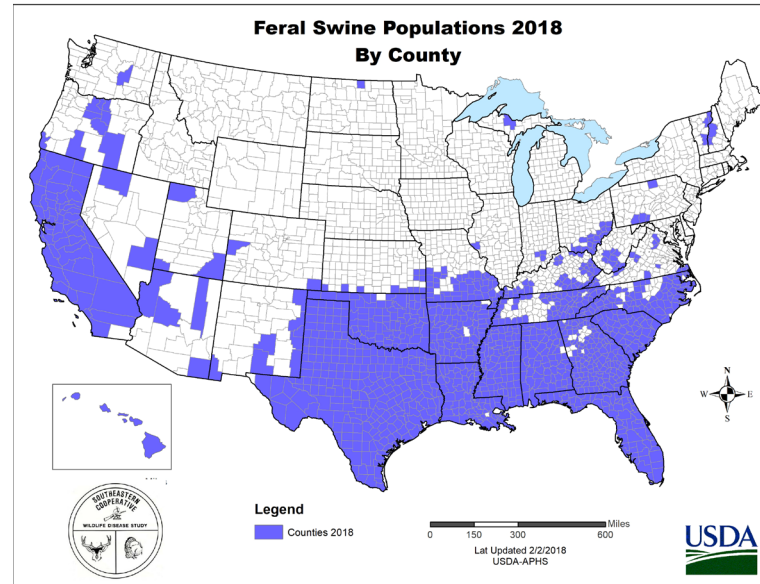 Feral Swine Populations 2018
By County
N
W
E
S
SOUTHEASTERN
COOPERATIVE
WILDLIFE DISEASE STUDY
Legend
Counties 2018
Miles
0 150 300 600
Lat Updated 2/2/2018
USDA-APHS
USDA